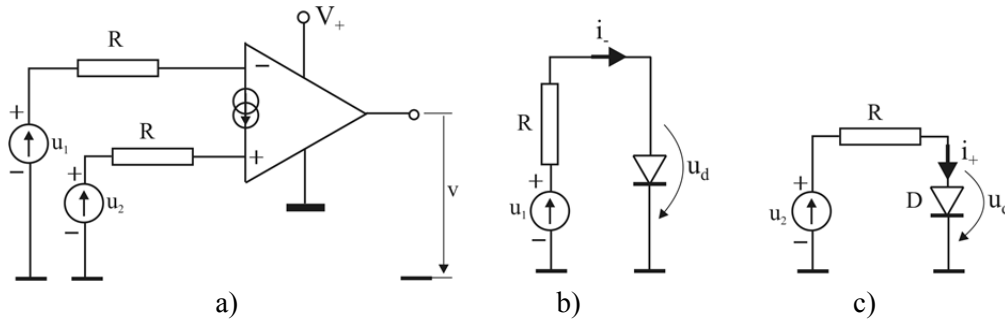 V+
R
−
+
u1
−
R
+
+
u2
−
v
a)
i-
R
+
u1
−
ud
b)
R
+
u2
−
i+
D
c)